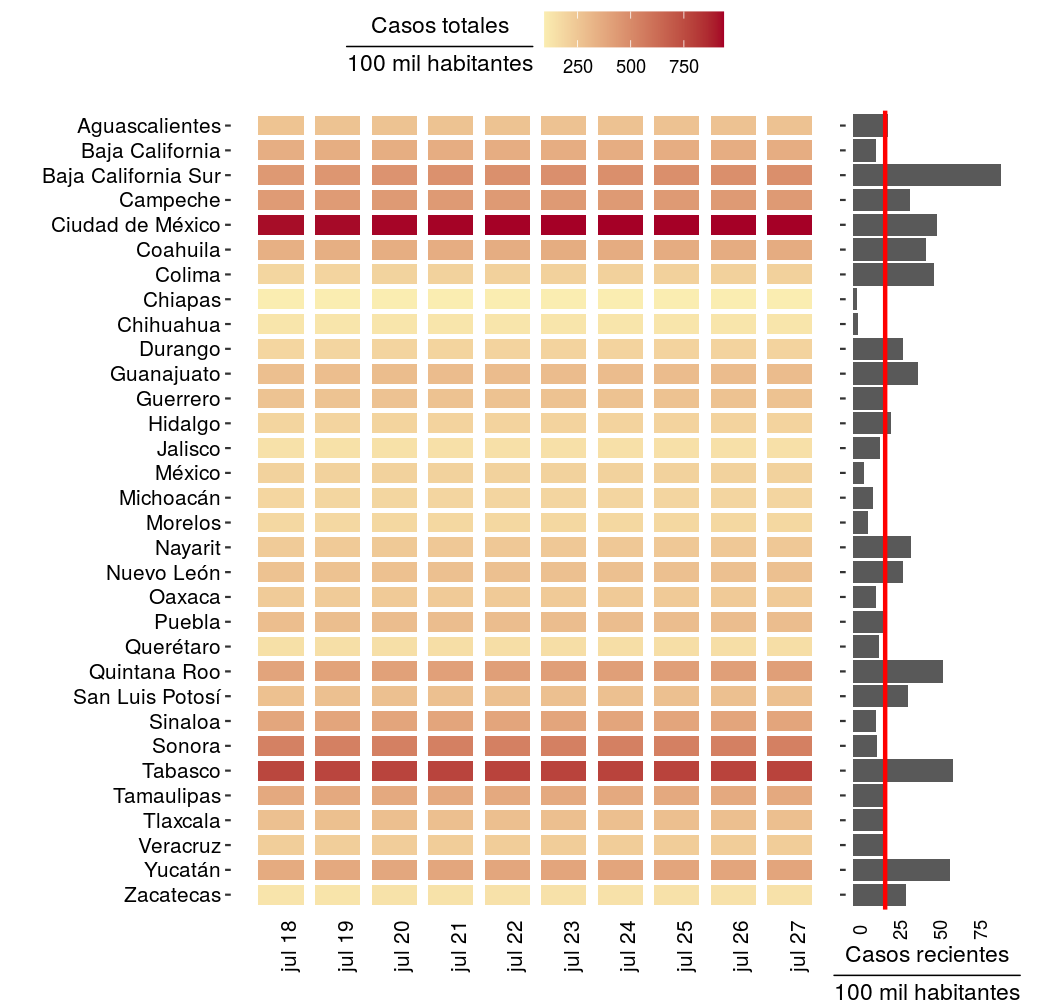 Casos totales
100 mil habitantes
250 500 750
Aguascalientes
Baja California
Baja California Sur
Campeche
Ciudad de México
Coahuila
Colima
Chiapas
Chihuahua
Durango
Guanajuato
Guerrero
Hidalgo
Jalisco
México
Michoacán
Morelos
Nayarit
Nuevo León
Oaxaca
Puebla
Querétaro
Quintana Roo
San Luis Potosí
Sinaloa
Sonora
Tabasco
Tamaulipas
Tlaxcala
Veracruz
Yucatán
Zacatecas
jul 18
jul 19
jul 20
jul 21
jul 22
jul 23
jul 24
jul 25
jul 26
jul 27
0
25
50
75
Casos recientes
100 mil habitantes